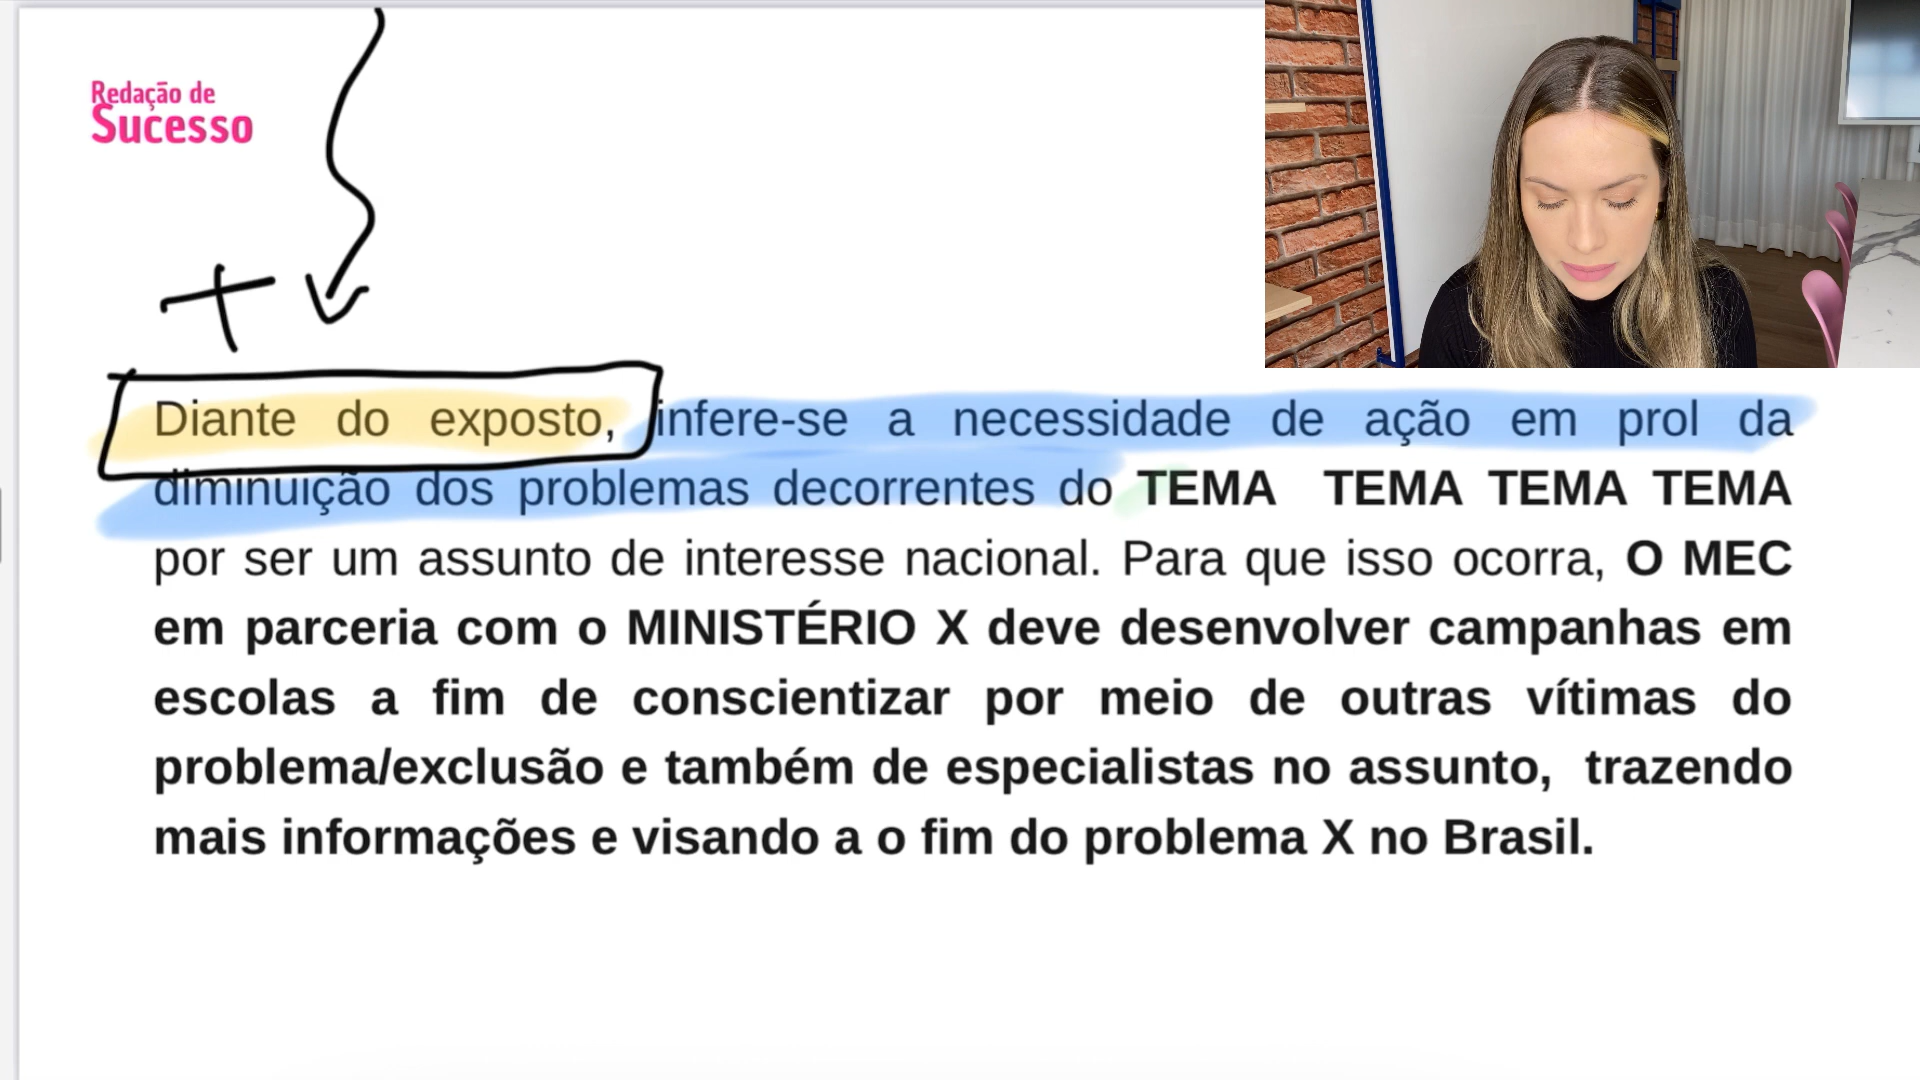 Redação de
Sucesso
+
Diante do exposto, infere-se a necessidade de ação em prol da
diminuição dos problemas decorrentes do TEMA TEMA TEMA TEMA
por ser um assunto de interesse nacional. Para que isso ocorra, O MEC
em parceria com o MINISTÉRIO X deve desenvolver campanhas em
escolas a fim de conscientizar por meio de outras vítimas do
problema/exclusão e também de especialistas no assunto, trazendo
mais informações e visando a o fim do problema X no Brasil.